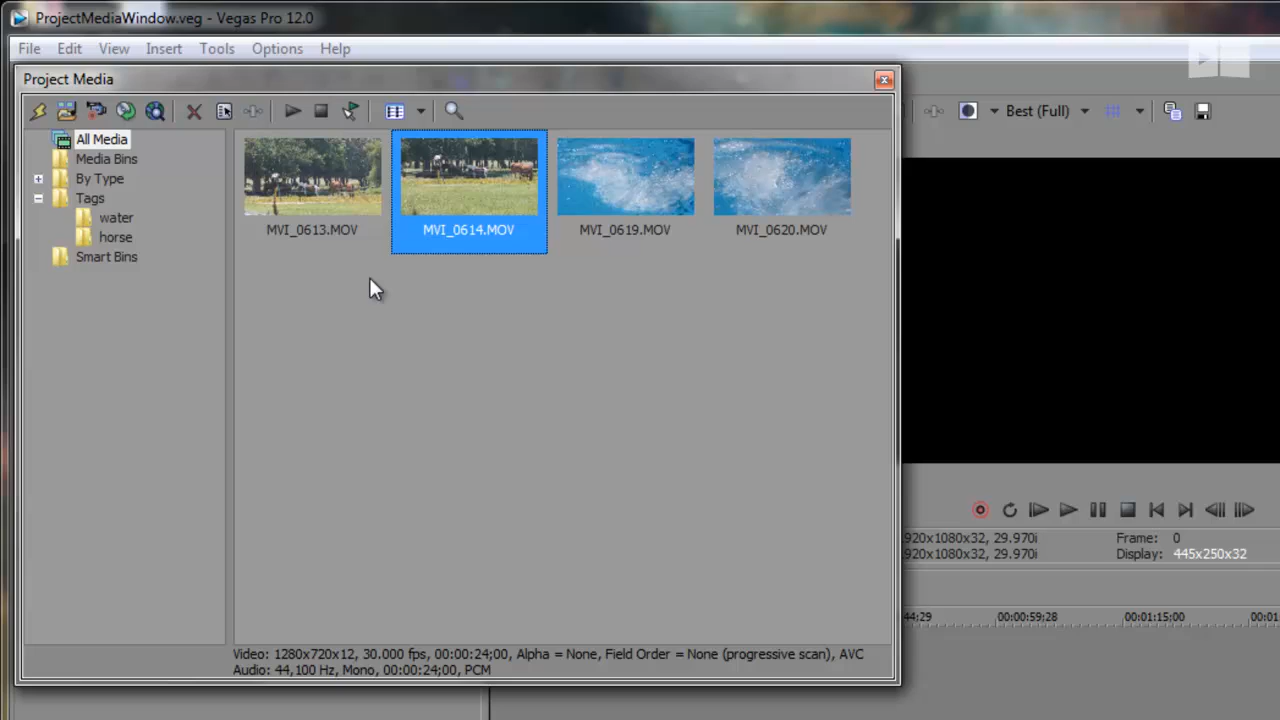 ProjectMediaWindow.veg - Vegas Pro 12.0
File Edit View Insert Tools Options Help
Project Media
Best (Full)
All Media
Media Bins
By Type
Tags
water
horse
Smart Bins
MVI_0613.MOV MVI_0614.MOV MVI_0619.MOV MVI_0620.MOV
920x1080x32, 29.970i Frame: 0
920x1080x32, 29.970i Display: 445x250x32
44:29 00:00:59;28 00:01:15:00 00:01
Video: 1280x720x12, 30.000 fps, 00:00:24;00, Alpha = None, Field Order = None (progressive scan), AVC
Audio: 44,100 Hz, Mono, 00:00:24;00, PCM